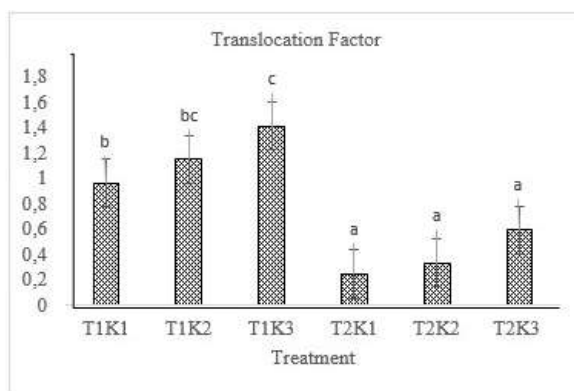 Translocation Factor
1,8
1,6
1,4
1,2
1
0,8
0,6
0,4
0,2
0
b
bc
c
a
a
a
T1K1 T1K2 T1K3 T2K1 T2K2 T2K3
Treatment